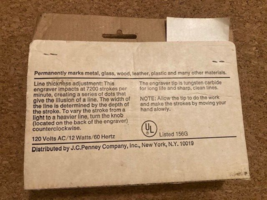 Permanently marks metal, glass, wood, leather, plastic and many other materials.
Line thickness adjustment: True
engraver impacts at 7200 strokes per
minute, creating a series of dots that
give the illusion of a line. The width of
the line is determined by the depth of
the stroke. To vary the stroke from a
light to a heavier line, turn the knob
(located on the back of the engraver)
counterclockwise.
120 Volts AC/12 Watts/60 Hertz
The engraver tip is tungsten carbide
for long life and sharp, clean lines.
NOTE: Allow the tip to do the work
and make the strokes by moving your
hand slowly.
UL
Listed 195G
Distributed by J.C.Penney Company, Inc., New York, N.Y. 10019